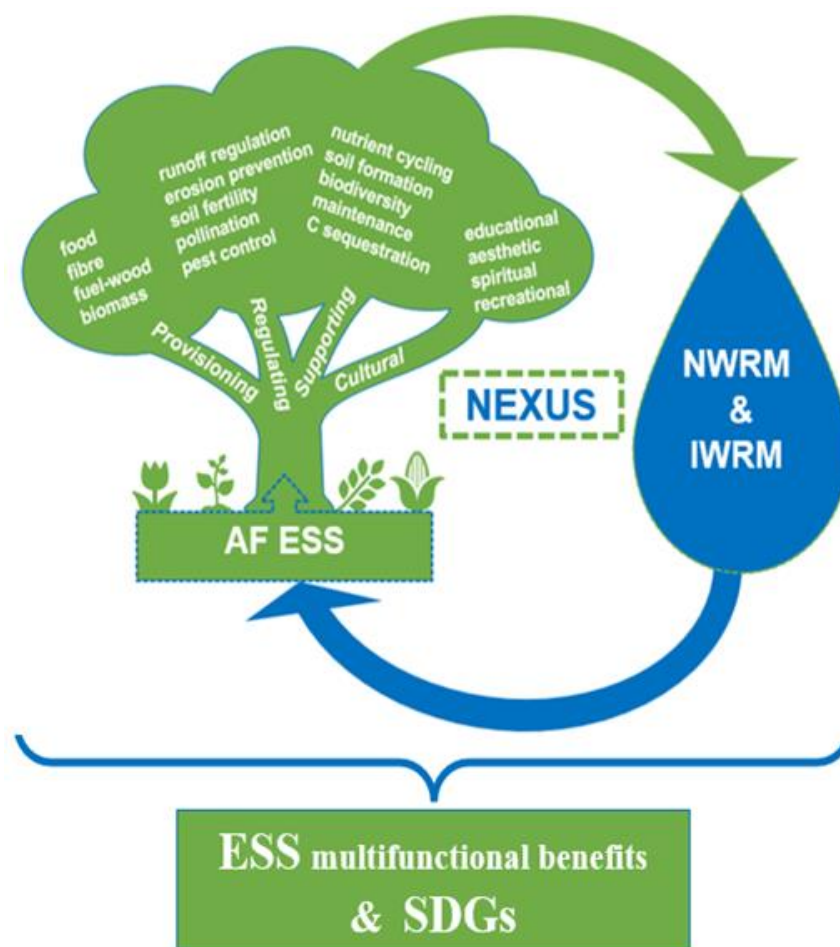 food
fibre
fuel-wood
biomass
runoff regulation
erosion prevention
soil fertility
pollination
pest control
nutrient cycling
soil formation
biodiversity
maintenance
C sequestration
educational
aesthetic
spiritual
recreational
Provisioning
Regulating
Supporting
Cultural
NEXUS
NWRM
&
IWRM
AF ESS
ESS multifunctional benefits
& SDGs